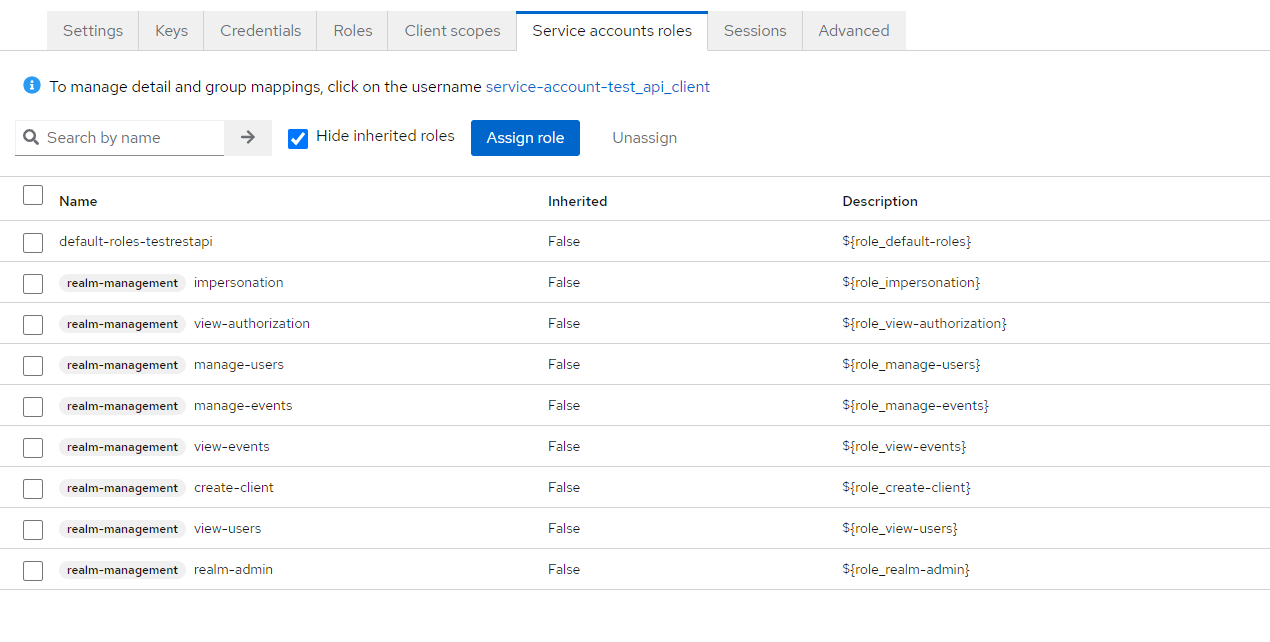 Settings Keys Credentials Roles Client scopes Service accounts roles Sessions Advanced
To manage detail and group mappings, click on the username service-account-test_api_client
Search by name Hide inherited roles Assign role Unassign
Name Inherited Description
default-roles-testrestapi False ${role_default-roles}
realm-management impersonation False ${role_impersonation}
realm-management view-authorization False ${role_view-authorization}
realm-management manage-users False ${role_manage-users}
realm-management manage-events False ${role_manage-events}
realm-management view-events False ${role_view-events}
realm-management create-client False ${role_create-client}
realm-management view-users False ${role_view-users}
realm-management realm-admin False ${role_realm-admin}